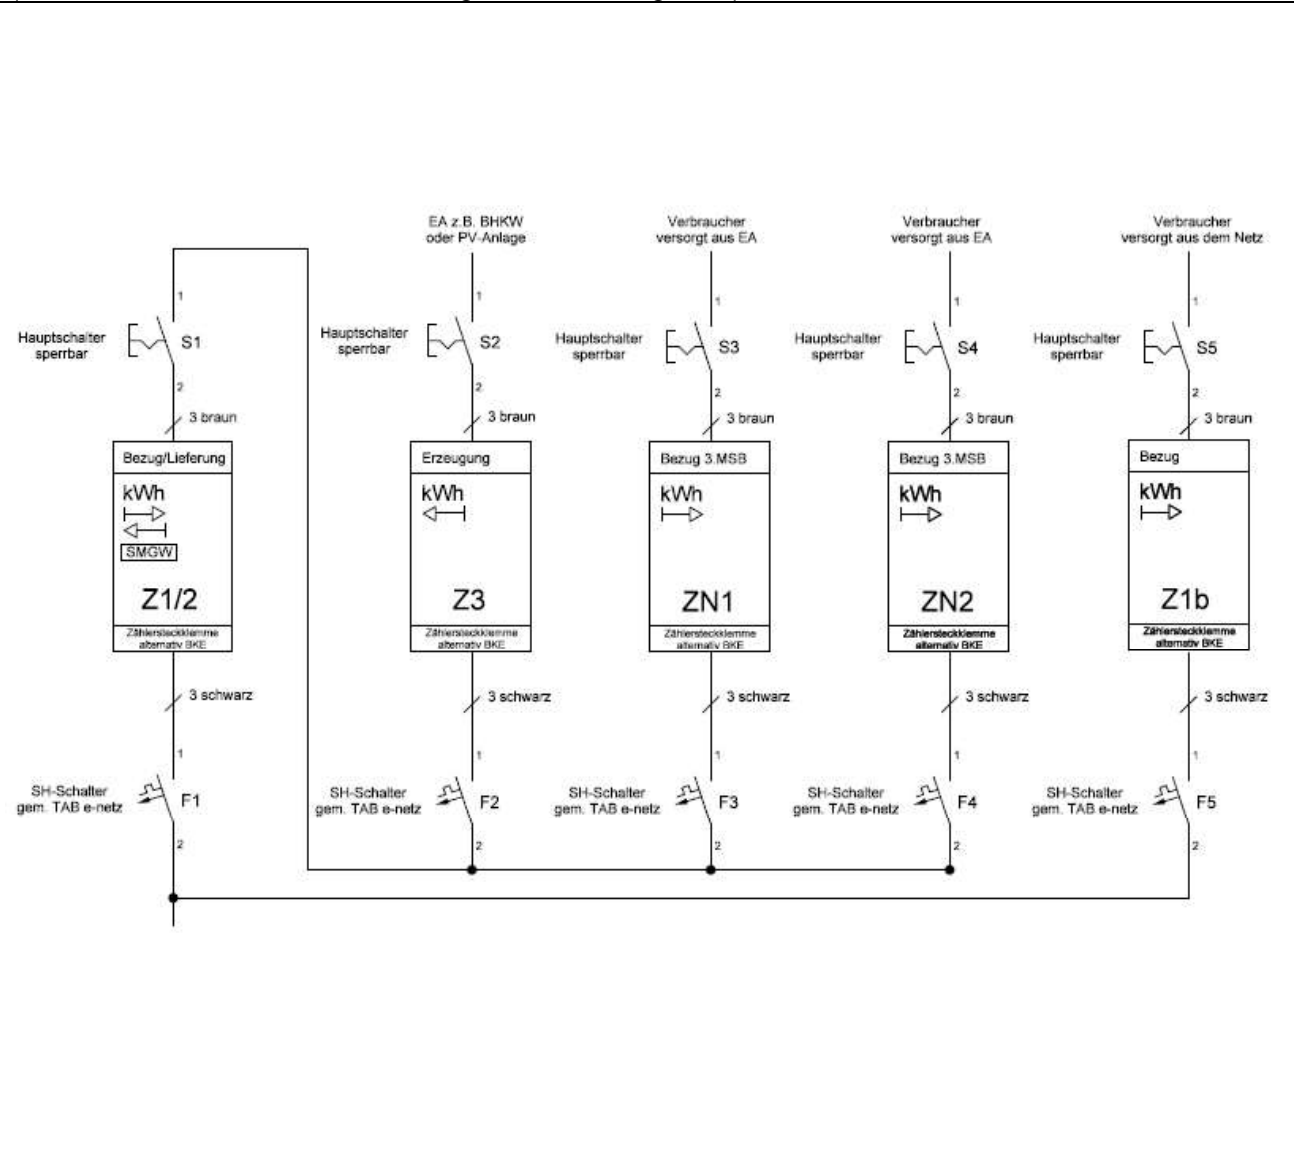 EA z.B. BHKW
oder PV-Anlage
Verbraucher
versorgt aus EA
Verbraucher
versorgt aus EA
Verbraucher
versorgt aus dem Netz
1
1
1
1
1
Hauptschalter
sperrbar
S1
Hauptschalter
sperrbar
S2
Hauptschalter
sperrbar
S3
Hauptschalter
sperrbar
S4
Hauptschalter
sperrbar
S5
2
2
2
2
2
3 braun
3 braun
3 braun
3 braun
3 braun
Bezug/Lieferung
kWh
SMGW
Z1/2
Zählersteckklemme
alternativ BKE
Erzeugung
kWh
Z3
Zählersteckklemme
alternativ BKE
Bezug 3.MSB
kWh
ZN1
Zählersteckklemme
alternativ BKE
Bezug 3.MSB
kWh
ZN2
Zählersteckklemme
alternativ BKE
Bezug
kWh
Z1b
Zählersteckklemme
alternativ BKE
3 schwarz
3 schwarz
3 schwarz
3 schwarz
3 schwarz
1
1
1
1
1
SH-Schalter
gem. TAB e-netz
F1
SH-Schalter
gem. TAB e-netz
F2
SH-Schalter
gem. TAB e-netz
F3
SH-Schalter
gem. TAB e-netz
F4
SH-Schalter
gem. TAB e-netz
F5
2
2
2
2
2